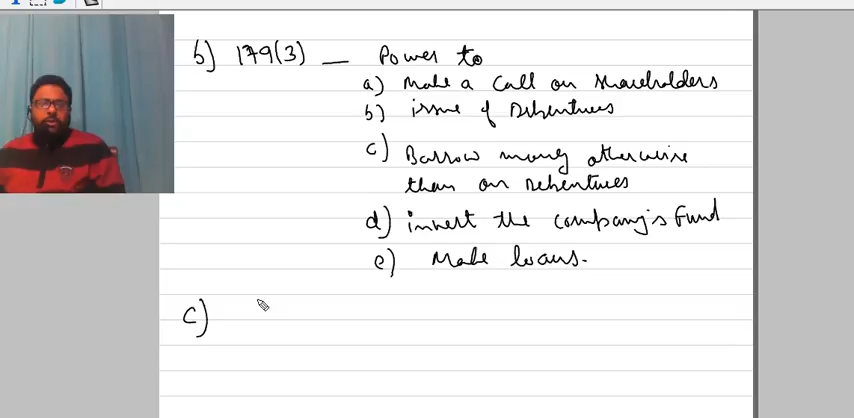 b) 179(3) — Power to
a) Make a call on shareholders
b) issue of Debentures
c) Borrow money otherwise
than on Debentures
d) invest the company's Fund
e) Make loans.
c)